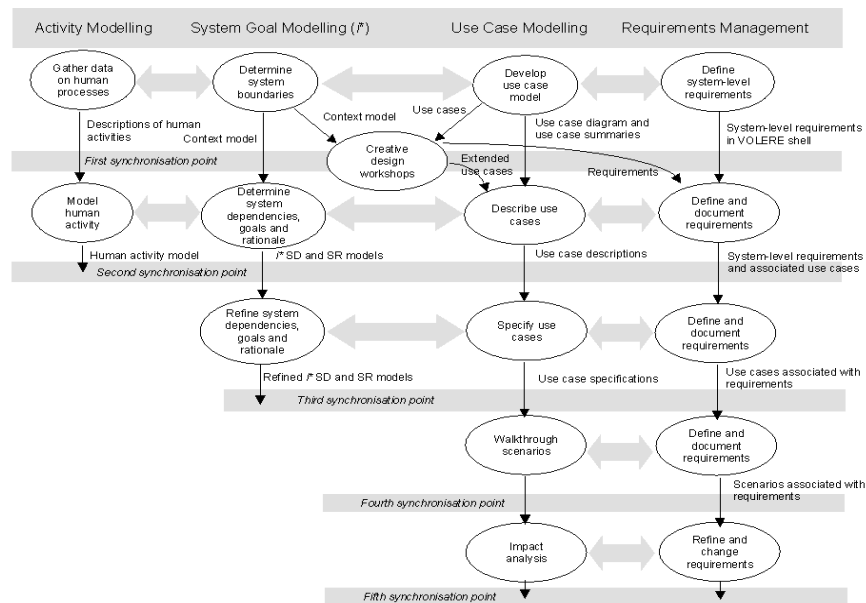 Activity Modelling
System Goal Modelling (i*)
Use Case Modelling
Requirements Management
Gather data
on human
processes
Determine
system
boundaries
Develop
use case
model
Define
system-level
requirements
Descriptions of human
activities
Context model
Context model
Use cases
Use case diagram and
use case summaries
System-level requirements
in VOLERE shell
First synchronisation point
Creative
design
workshops
Extended
use cases
Requirements
Model
human
activity
Determine
system
dependencies,
goals and
rationale
Describe use
cases
Define and
document
requirements
Human activity model
i* SD and SR models
Use case descriptions
System-level requirements
and associated use cases
Second synchronisation point
Refine system
dependencies,
goals and
rationale
Specify use
cases
Define and
document
requirements
Refined i* SD and SR models
Use case specifications
Use cases associated with
requirements
Third synchronisation point
Walkthrough
scenarios
Define and
document
requirements
Scenarios associated with
requirements
Fourth synchronisation point
Impact
analysis
Refine and
change
requirements
Fifth synchronisation point